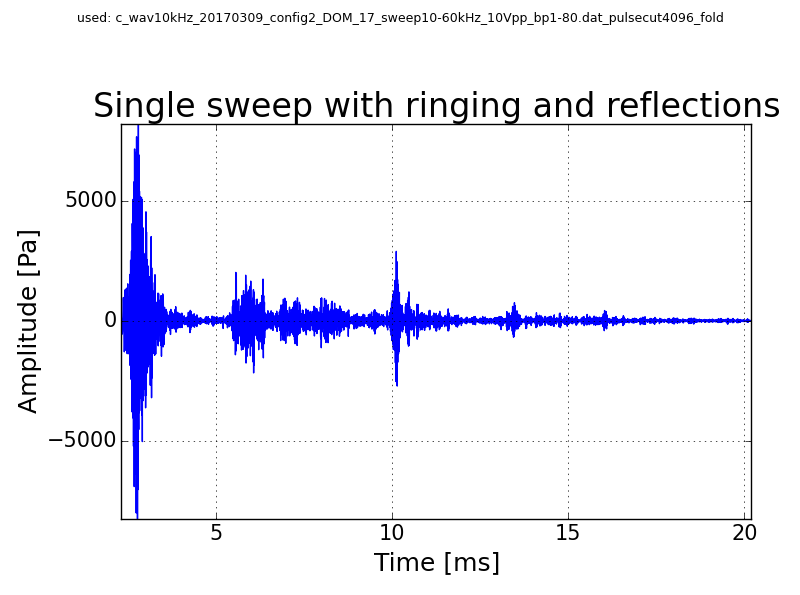 used: c_wav10kHz_20170309_config2_DOM_17_sweep10-60kHz_10Vpp_bp1-80.dat_pulsecut4096_fold
Single sweep with ringing and reflections
5000
0
−5000
Amplitude [Pa]
5 10 15 20
Time [ms]